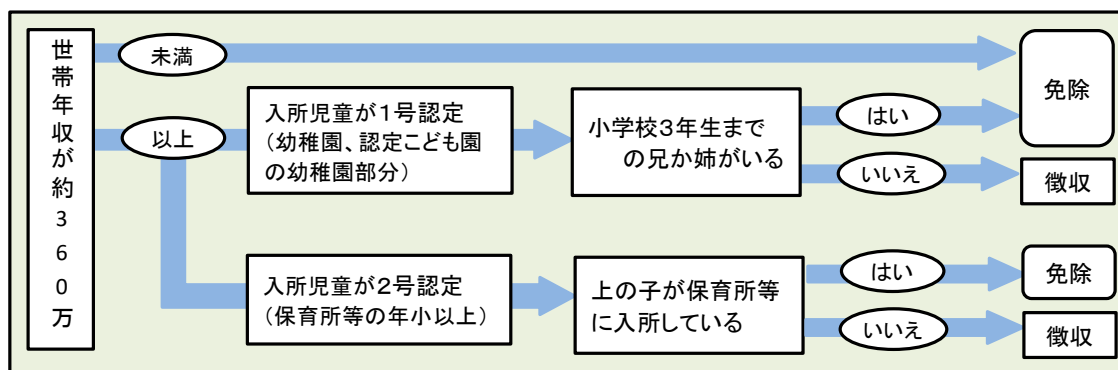 世帯年収が約360万
未満
免除
以上
入所児童が1号認定
(幼稚園、認定こども園
の幼稚園部分)
小学校3年生まで
の兄か姉がいる
はい
いいえ
徴収
入所児童が2号認定
(保育所等の年小以上)
上の子が保育所等
に入所している
はい
免除
いいえ
徴収